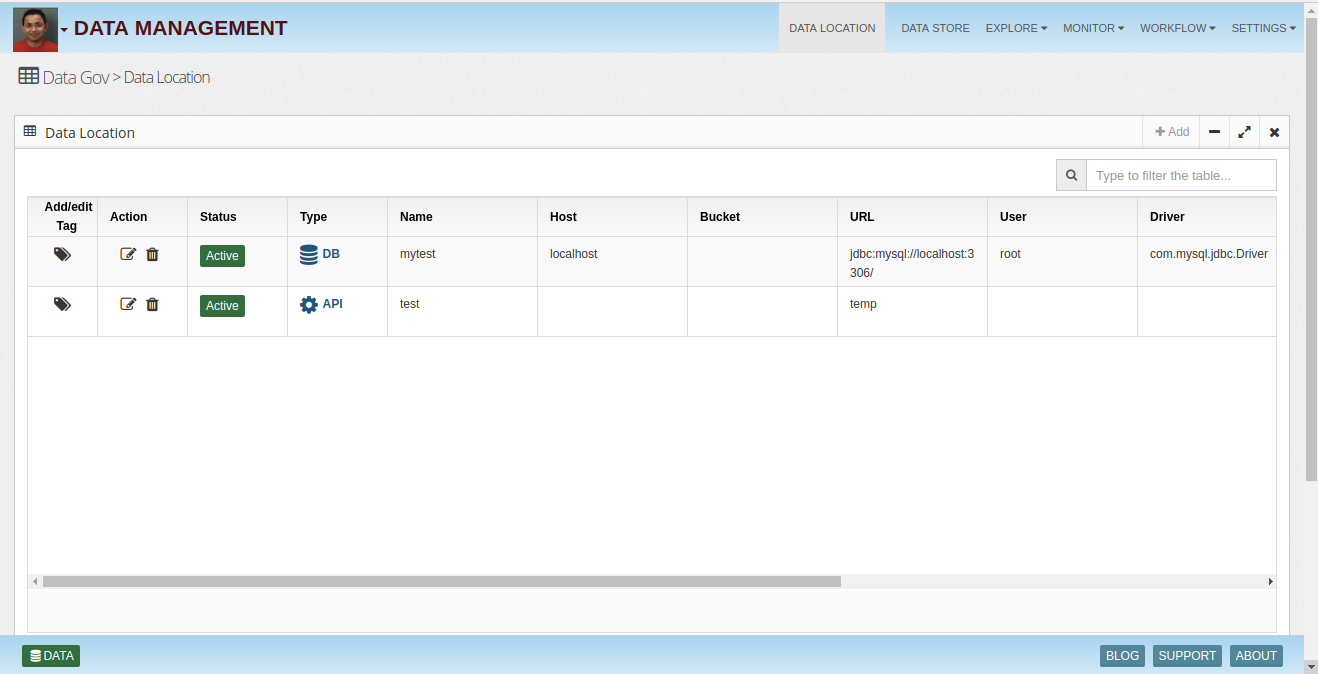 DATA MANAGEMENT
DATA LOCATION DATA STORE EXPLORE MONITOR WORKFLOW SETTINGS
Data Gov > Data Location
Data Location
Add
Type to filter the table...
Add/edit Tag Action Status Type Name Host Bucket URL User Driver
Active DB mytest localhost jdbc:mysql://localhost:3 root com.mysql.jdbc.Driver
306/
Active API test temp
DATA
BLOG SUPPORT ABOUT